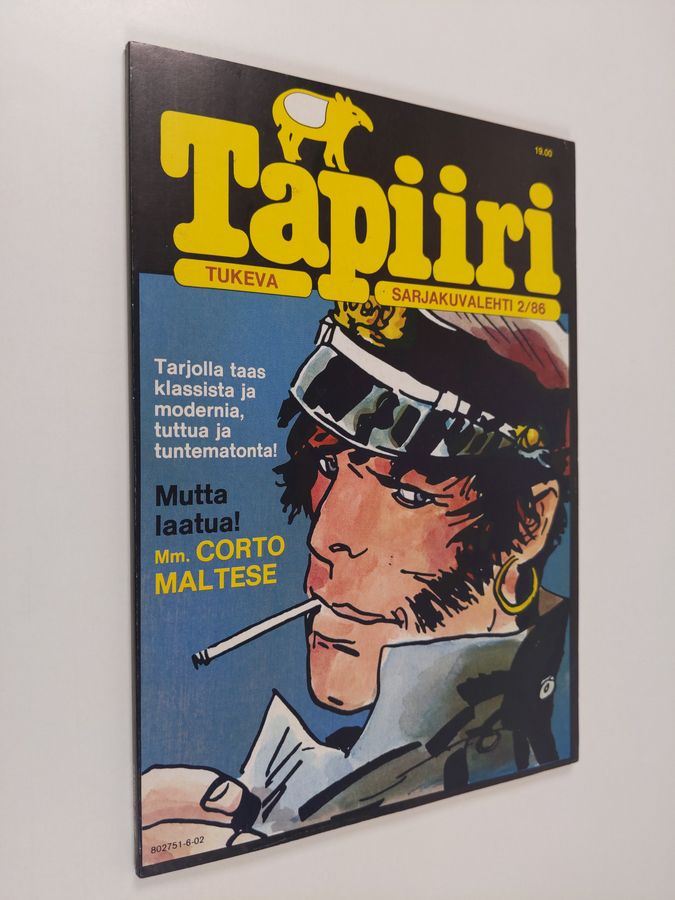 19.00
Tapiiri
TUKEVA
SARJAKUVALEHTI 2/86
Tarjolla taas
klassista ja
modernia,
tuttua ja
tuntematonta!
Mutta
laatua!
Mm. CORTO
MALTESE
802751-6-02